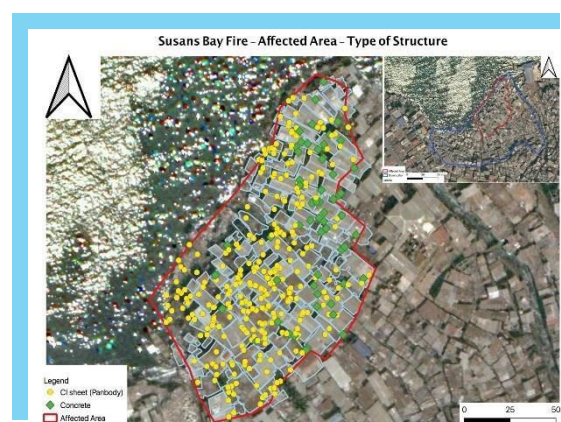 Susans Bay Fire - Affected Area - Type of Structure
Legend
CI sheet (Panbody)
Concrete
Affected Area
0 25 50